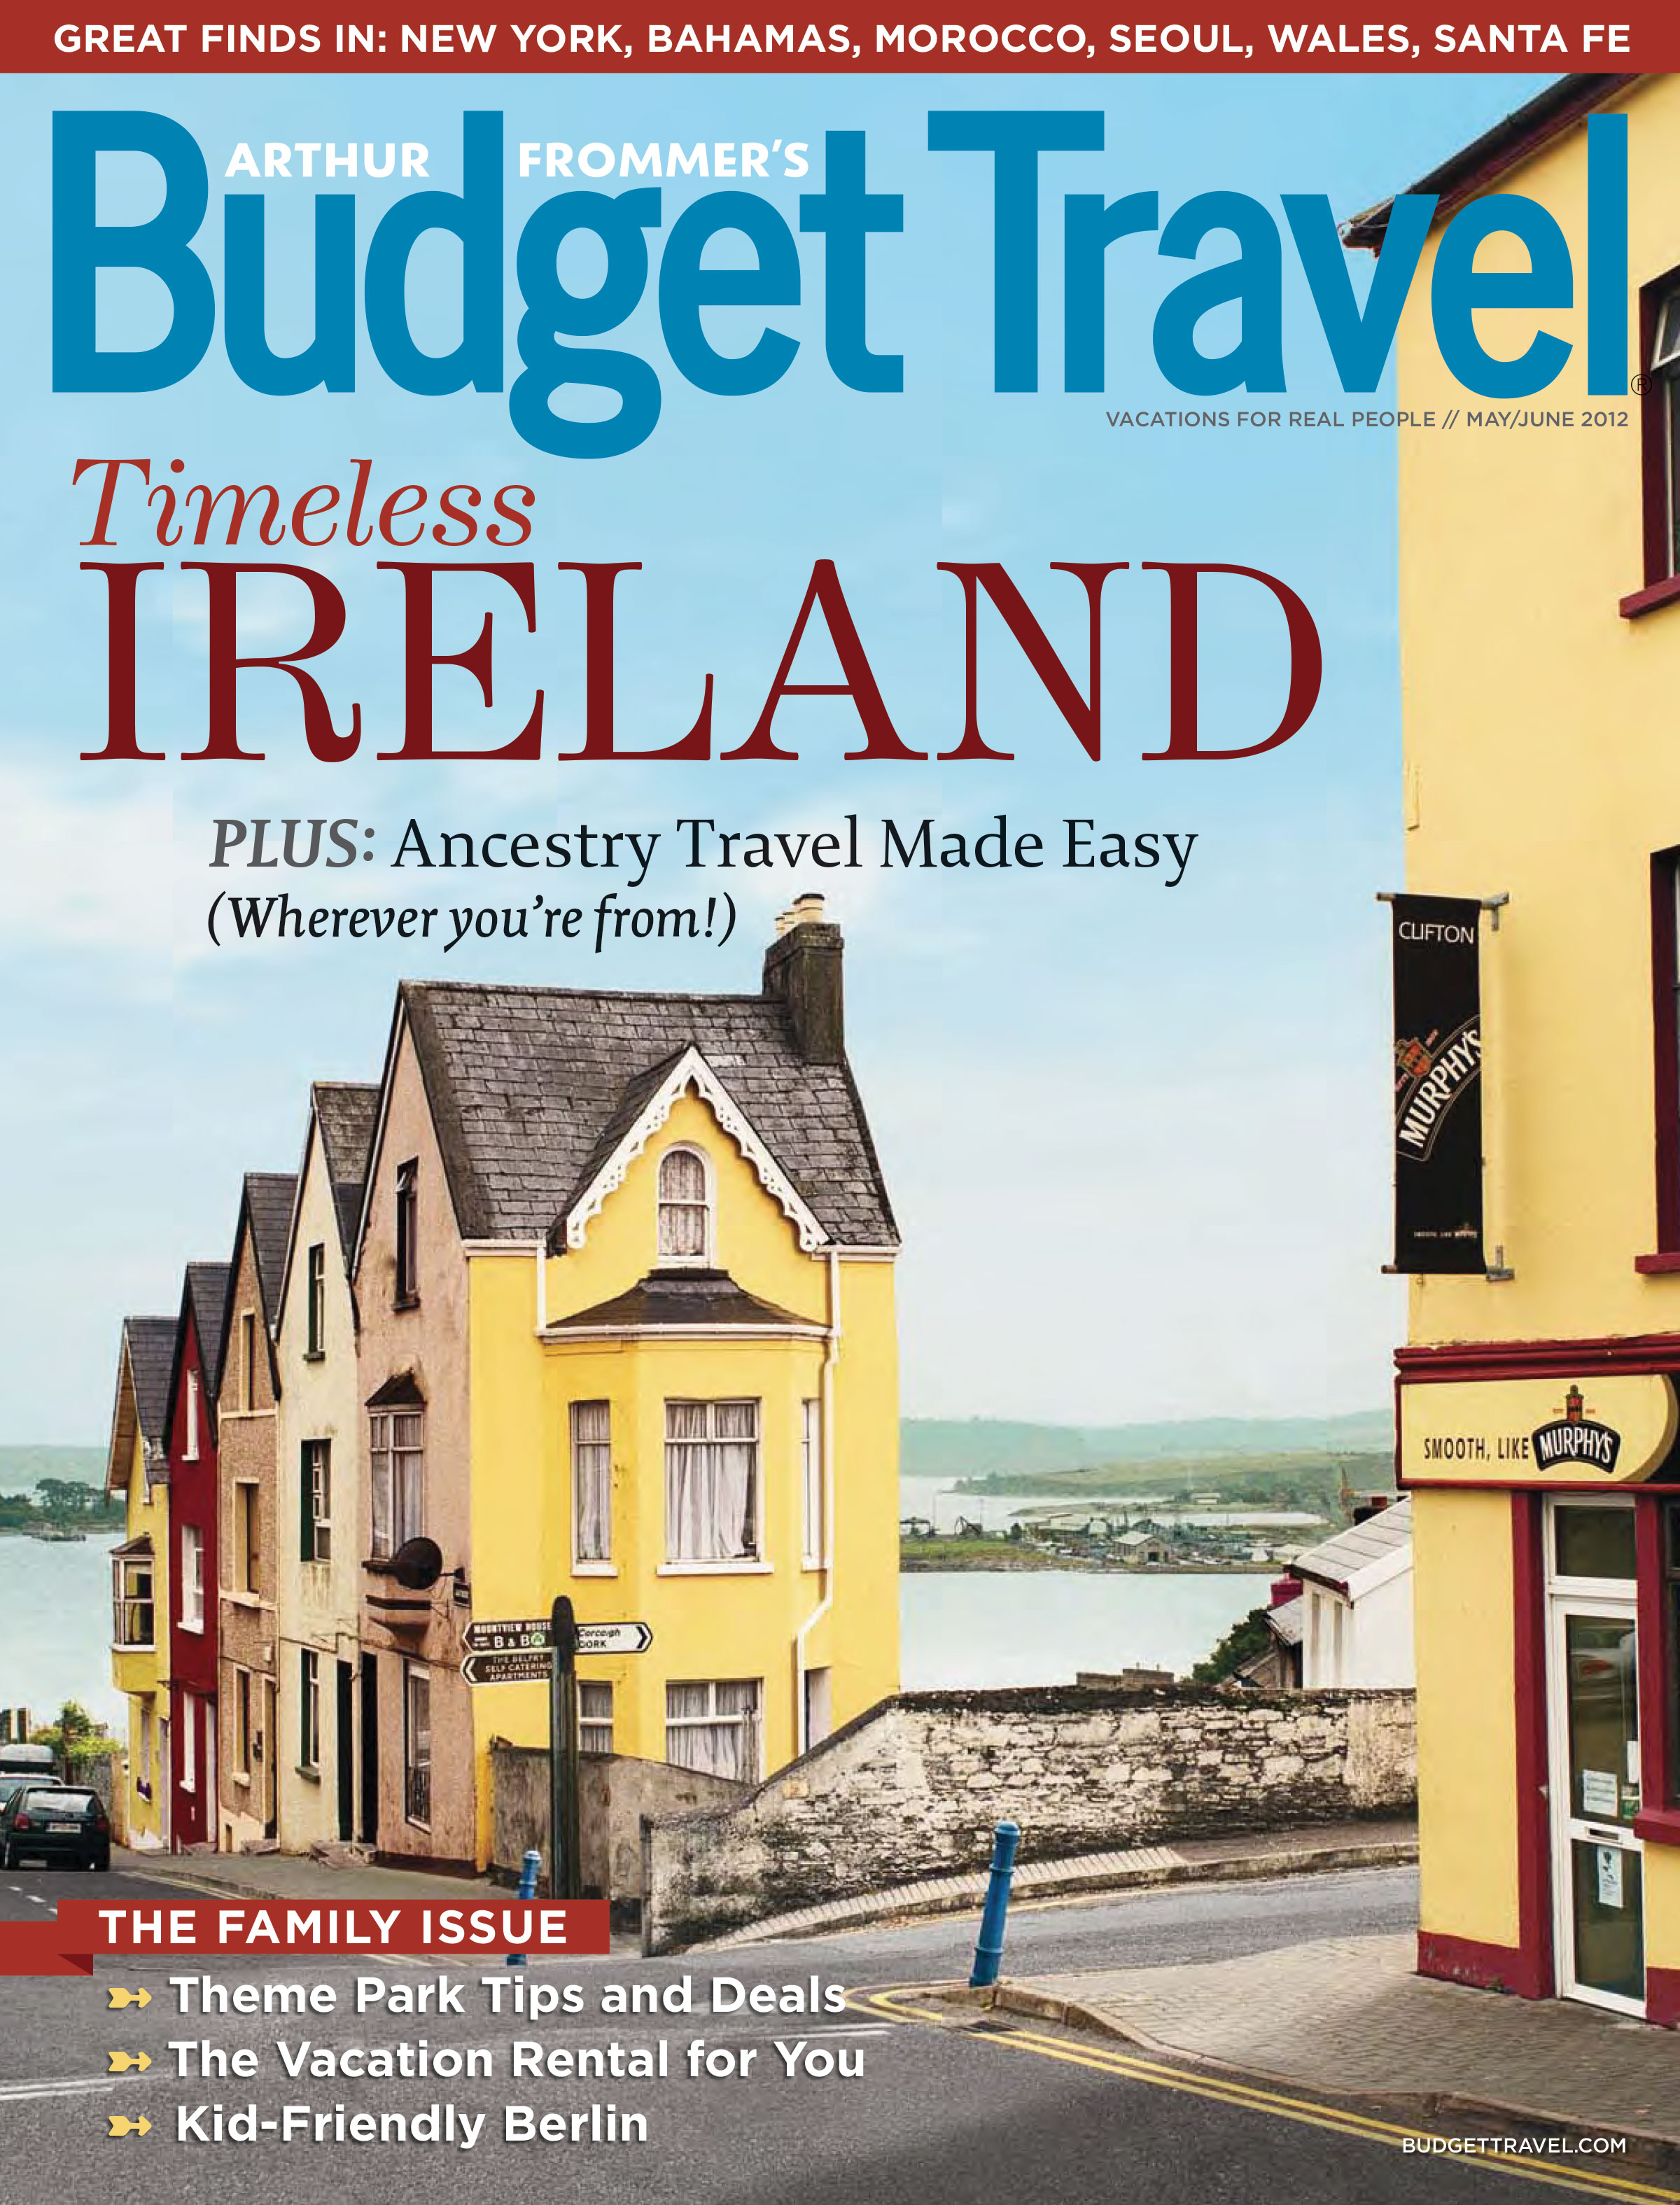 GREAT FINDS IN: NEW YORK, BAHAMAS, MOROCCO, SEOUL, WALES, SANTA FE
ARTHUR FROMMER'S
Budget Travel®
VACATIONS FOR REAL PEOPLE // MAY/JUNE 2012
Timeless
IRELAND
PLUS: Ancestry Travel Made Easy
(Wherever you're from!)
CLIFTON
MURPHY'S
SMOOTH, LIKE MURPHY'S
MOUNTVIEW HOUSE
B & B
Corcaigh
CORK
THE BELFRY
SELF CATERING
APARTMENTS
THE FAMILY ISSUE
Theme Park Tips and Deals
The Vacation Rental for You
Kid-Friendly Berlin
BUDGETTRAVEL.COM